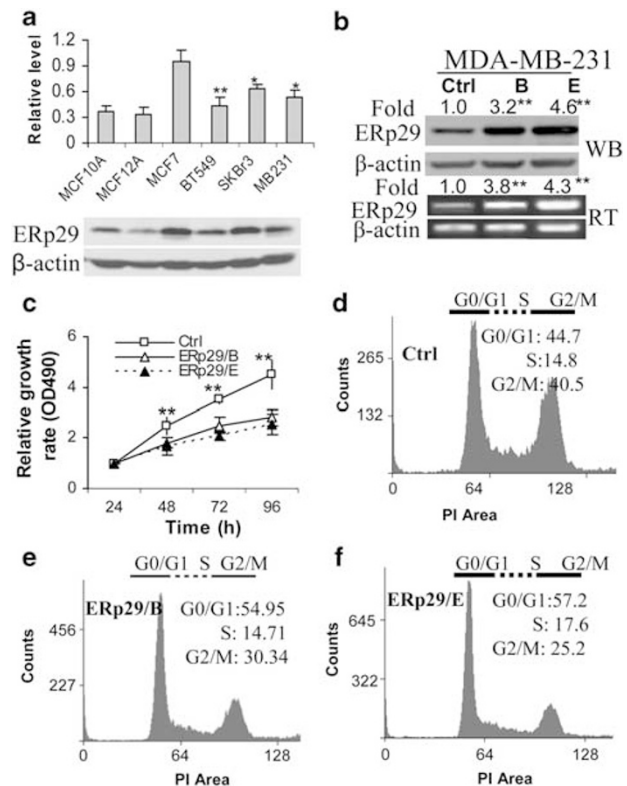 a
Relative level
1.2
0.9
0.6
0.3
0.0
** * *
MCF10A MCF12A MCF7 BT549 SKBr3 MB231
ERp29
β-actin
b
MDA-MB-231
Ctrl B E
Fold 1.0 3.2** 4.6**
ERp29
WB
β-actin
Fold 1.0 3.8** 4.3**
ERp29
RT
β-actin
c
Relative growth
rate (OD490)
6
4
2
0
Ctrl
ERp29/B
ERp29/E
** ** **
24 48 72 96
Time (h)
d
G0/G1 S G2/M
Ctrl
G0/G1: 44.7
S:14.8
G2/M: 40.5
Counts
265
132
0 64 128
PI Area
e
G0/G1 S G2/M
ERp29/B
G0/G1:54.95
S: 14.71
G2/M: 30.34
Counts
456
227
0 64 128
PI Area
f
G0/G1 S G2/M
ERp29/E
G0/G1:57.2
S: 17.6
G2/M: 25.2
Counts
645
322
0 64 128
PI Area